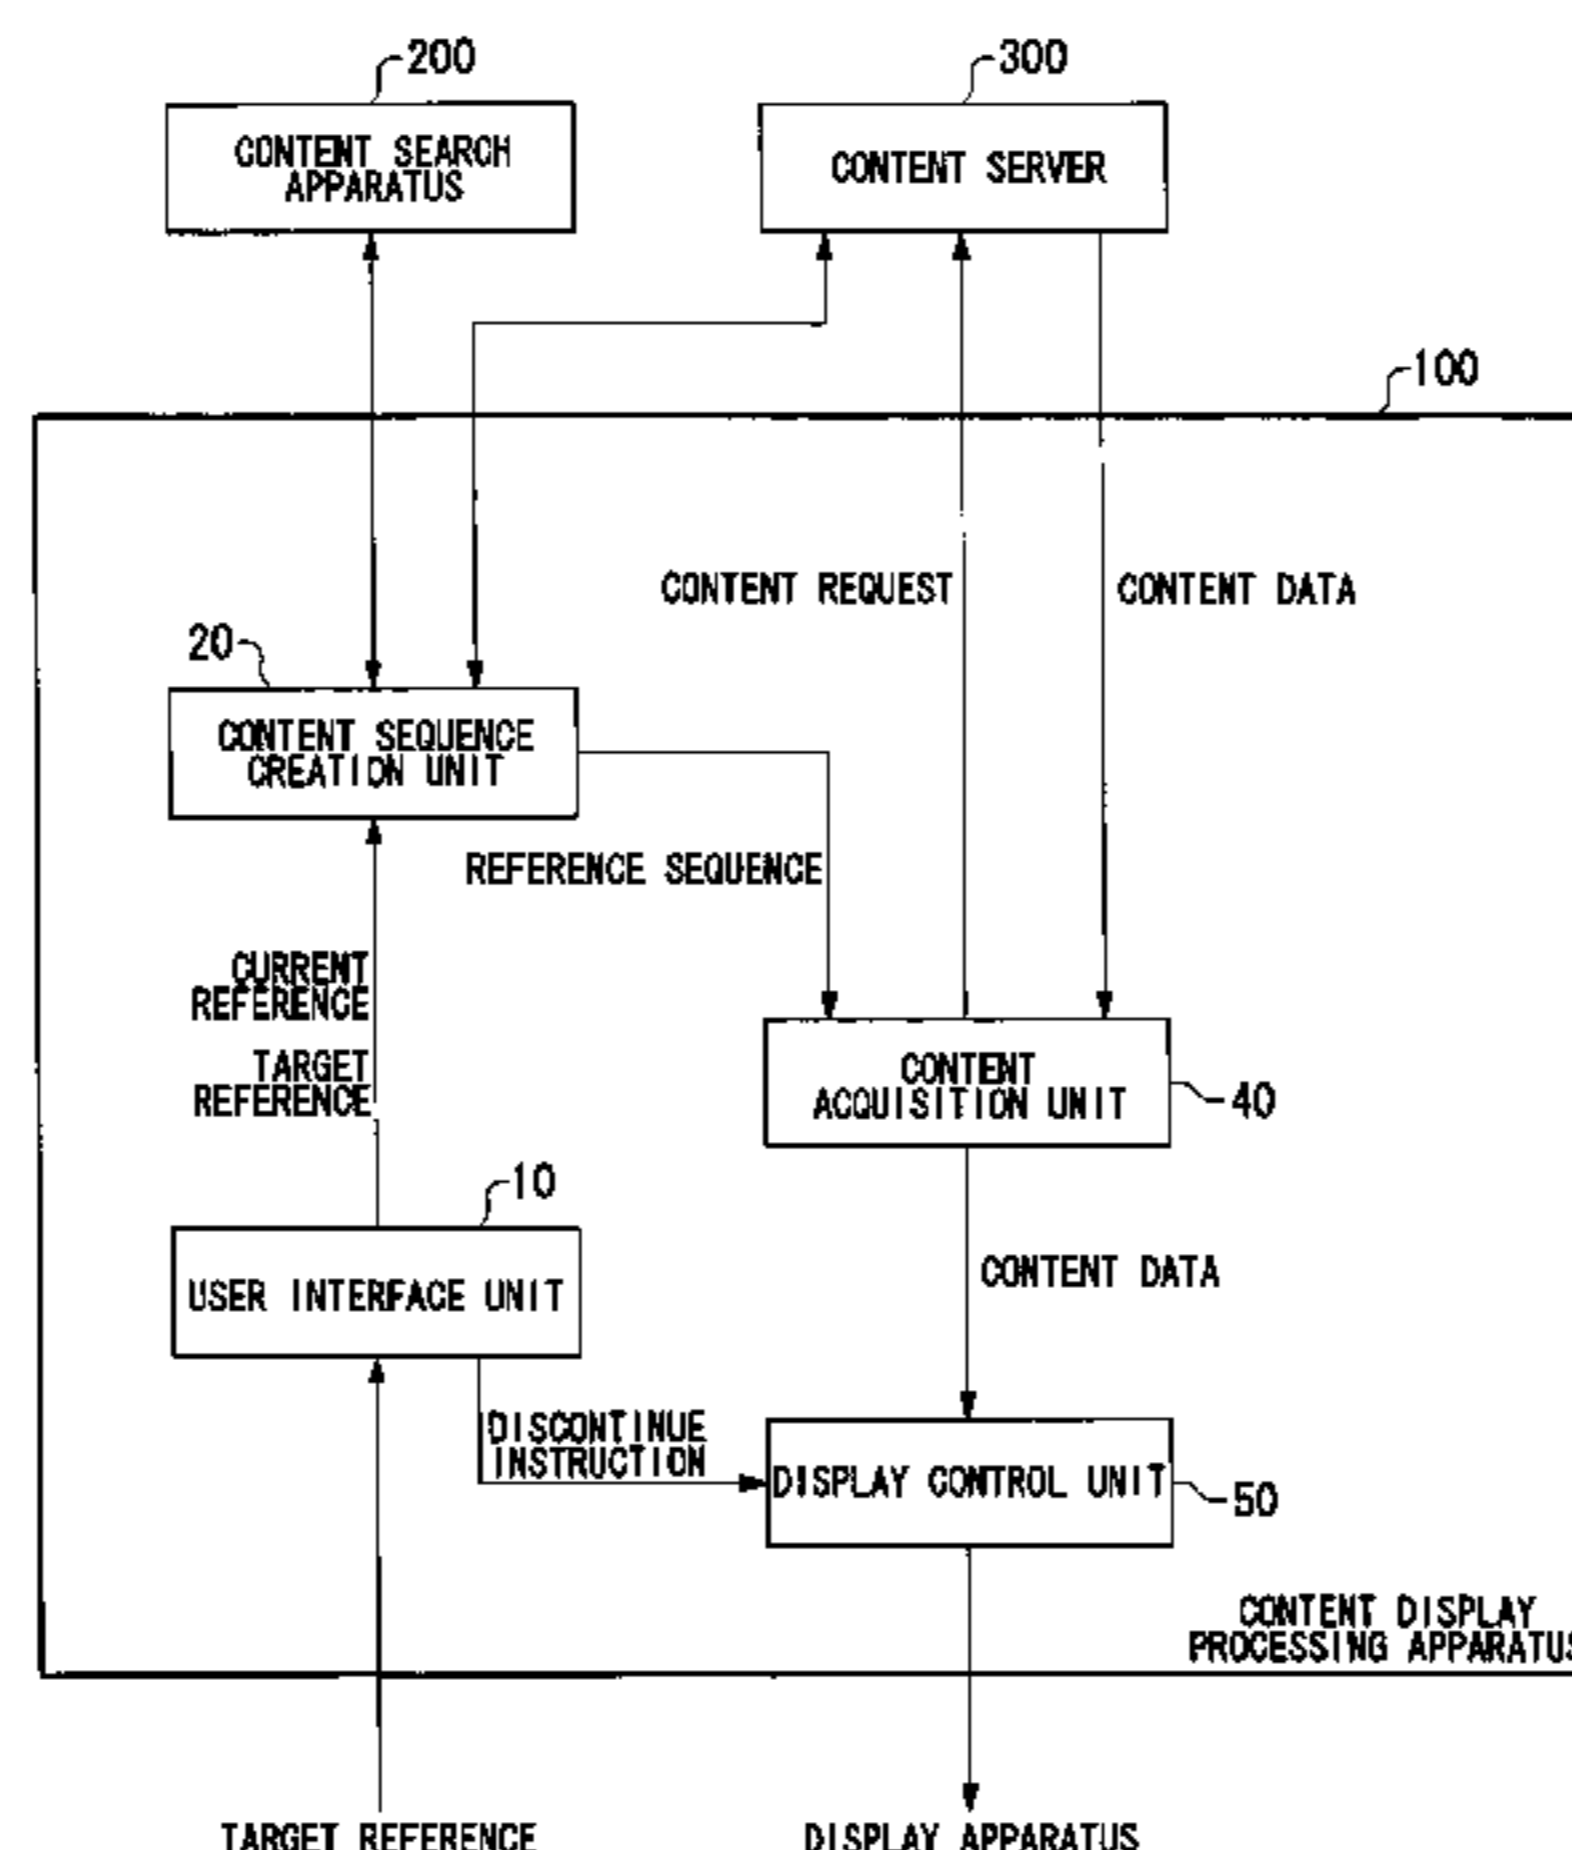 200
300
CONTENT SEARCH
APPARATUS
CONTENT SERVER
100
CONTENT REQUEST
CONTENT DATA
20
CONTENT SEQUENCE
CREATION UNIT
REFERENCE SEQUENCE
CURRENT
REFERENCE
TARGET
REFERENCE
CONTENT
ACQUISITION UNIT
40
10
USER INTERFACE UNIT
CONTENT DATA
DISCONTINUE
INSTRUCTION
DISPLAY CONTROL UNIT
50
CONTENT DISPLAY
PROCESSING APPARATUS
TARGET REFERENCE
DISPLAY APPARATUS